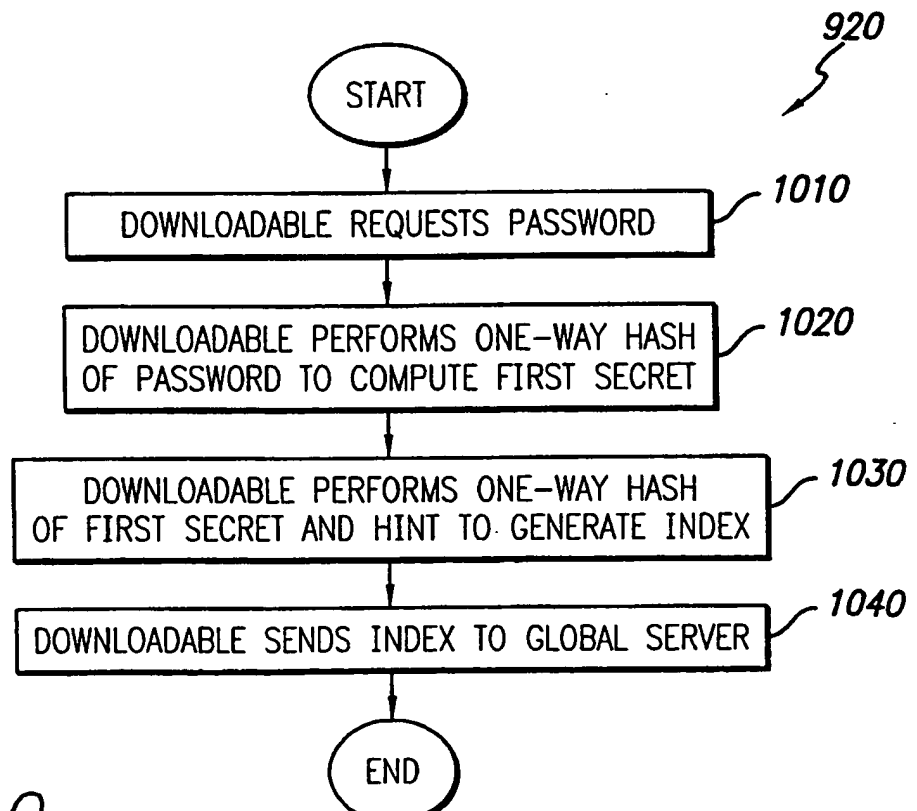 920
START
DOWNLOADABLE REQUESTS PASSWORD
1010
DOWNLOADABLE PERFORMS ONE-WAY HASH
OF PASSWORD TO COMPUTE FIRST SECRET
1020
DOWNLOADABLE PERFORMS ONE-WAY HASH
OF FIRST SECRET AND HINT TO GENERATE INDEX
1030
DOWNLOADABLE SENDS INDEX TO GLOBAL SERVER
1040
END